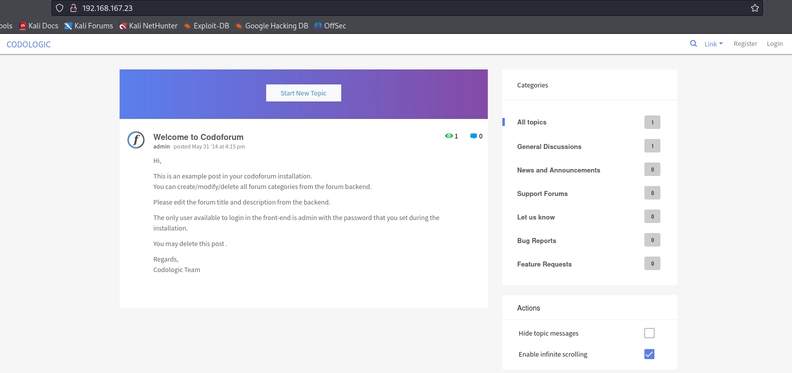 192.168.167.23
ools Kali Docs Kali Forums Kali NetHunter Exploit-DB Google Hacking DB OffSec
CODOLOGIC
Link Register Login
Start New Topic
Welcome to Codoforum
admin posted May 31 '14 at 4:15 pm
1 0
Hi,
This is an example post in your codoforum installation.
You can create/modify/delete all forum categories from the forum backend.
Please edit the forum title and description from the backend.
The only user available to login in the front-end is admin with the password that you set during the
installation.
You may delete this post .
Regards,
Codologic Team
Categories
All topics 1
General Discussions 1
News and Announcements 0
Support Forums 0
Let us know 0
Bug Reports 0
Feature Requests 0
Actions
Hide topic messages
Enable infinite scrolling